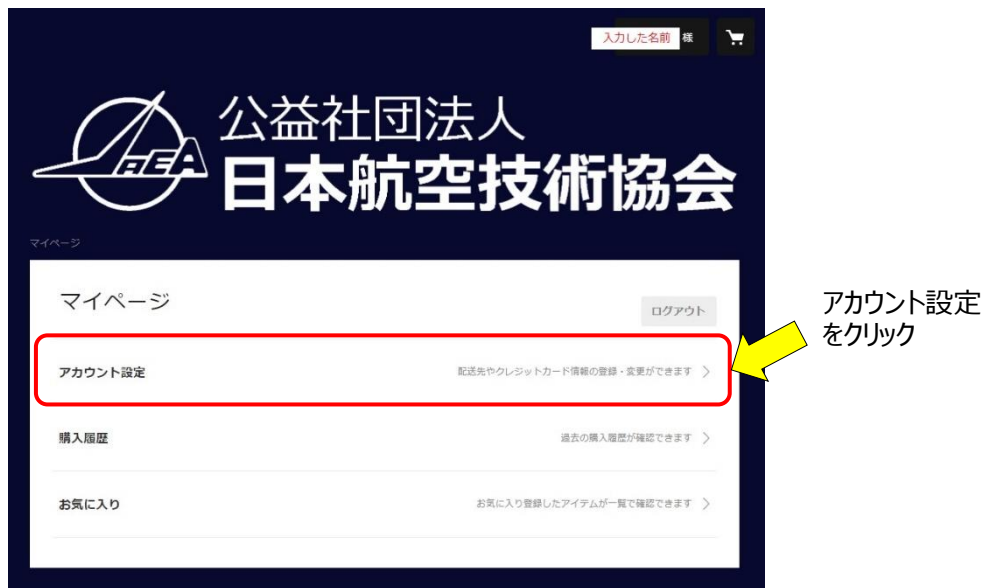 入力した名前 様
公益社団法人
AEA
日本航空技術協会
マイページ
マイページ
ログアウト
アカウント設定
をクリック
アカウント設定 配送先やクレジットカード情報の登録・変更ができます
購入履歴 過去の購入履歴が確認できます
お気に入り お気に入り登録したアイテムが一覧で確認できます